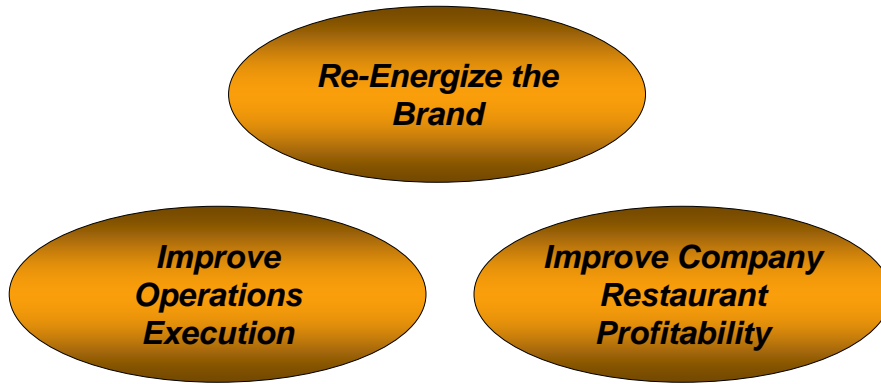 Re-Energize the
Brand
Improve
Operations
Execution
Improve Company
Restaurant
Profitability